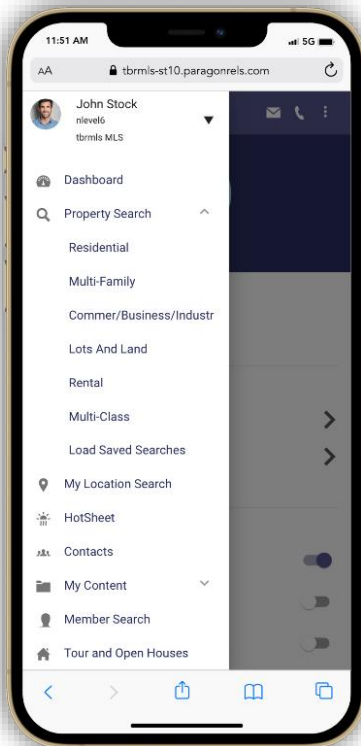 11:51 AM
5G
AA
tbrmls-st10.paragonrels.com
John Stock
nlevel6
tbrmls MLS
Dashboard
Property Search
Residential
Multi-Family
Commer/Business/Industr
Lots And Land
Rental
Multi-Class
Load Saved Searches
My Location Search
HotSheet
Contacts
My Content
Member Search
Tour and Open Houses